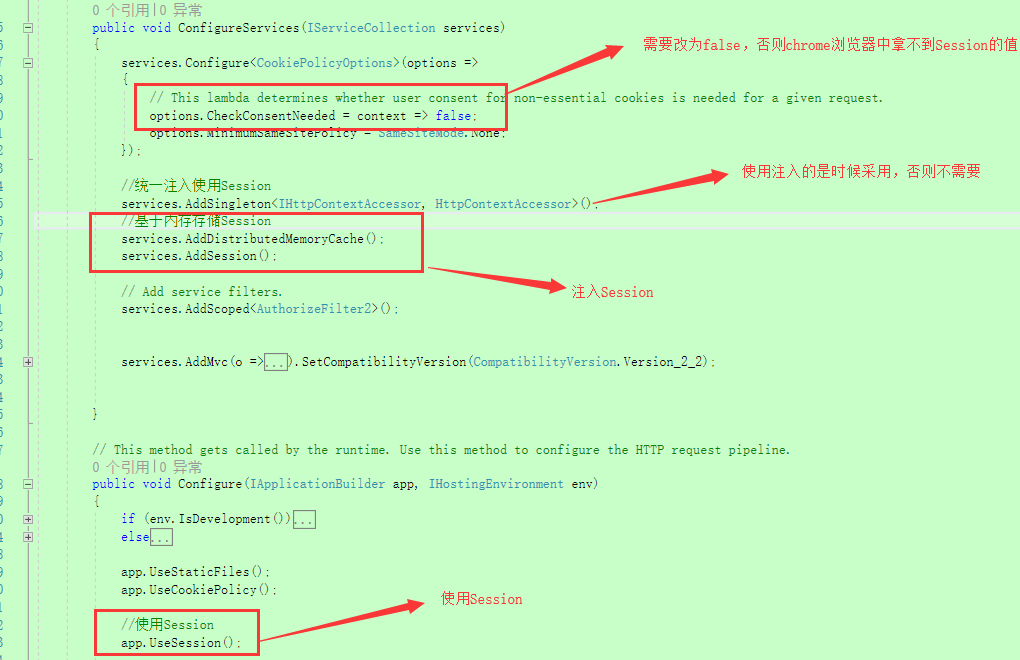 0 个引用|0 异常
public void ConfigureServices(IServiceCollection services)
{
需要改为false，否则chrome浏览器中拿不到Session的值
services.Configure<CookiePolicyOptions>(options =>
{
// This lambda determines whether user consent for non-essential cookies is needed for a given request.
options.CheckConsentNeeded = context => false;
options.MinimumSameSitePolicy = SameSiteMode.None;
});
使用注入的是时候采用，否则不需要
//统一注入使用Session
services.AddSingleton<IHttpContextAccessor, HttpContextAccessor>();
//基于内存存储Session
services.AddDistributedMemoryCache();
services.AddSession();
注入Session
// Add service filters.
services.AddScoped<AuthorizeFilter2>();
services.AddMvc(o =>...).SetCompatibilityVersion(CompatibilityVersion.Version_2_2);
}
// This method gets called by the runtime. Use this method to configure the HTTP request pipeline.
0 个引用|0 异常
public void Configure(IApplicationBuilder app, IHostingEnvironment env)
{
if (env.IsDevelopment())...
else...
app.UseStaticFiles();
app.UseCookiePolicy();
使用Session
//使用Session
app.UseSession();